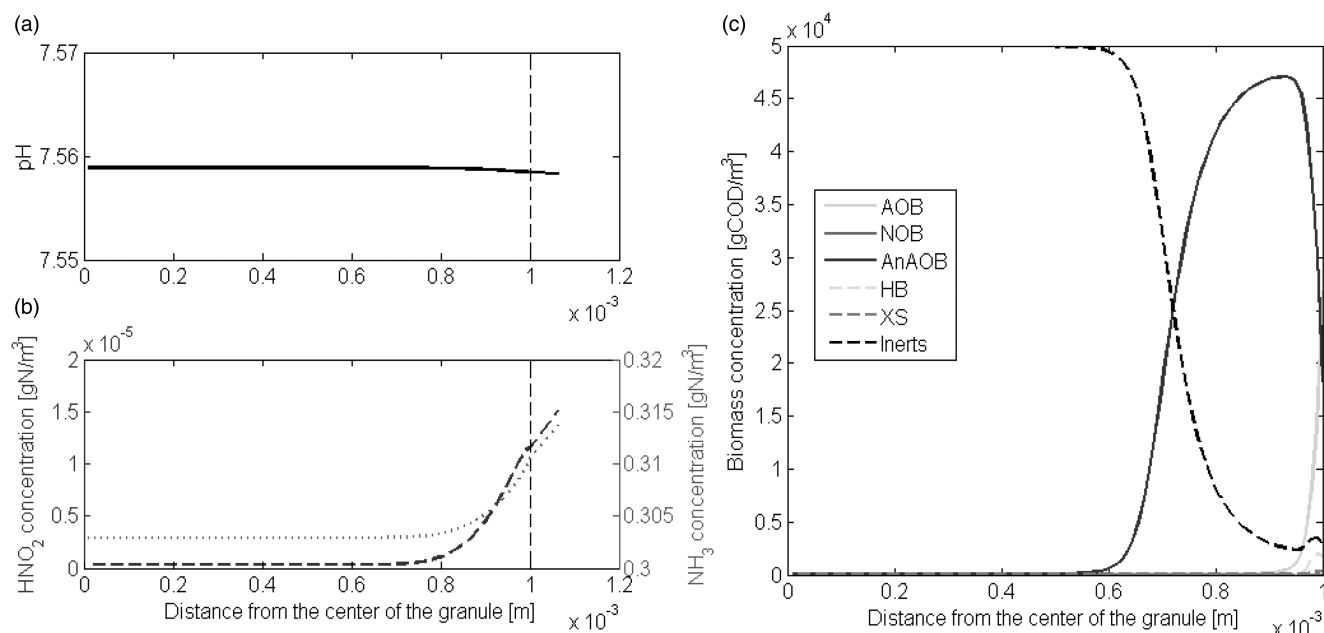 (a)
7.57
7.56
7.55
pH
0 0.2 0.4 0.6 0.8 1 1.2
x 10⁻³
(b)
x 10⁻⁵
2
1.5
1
0.5
0
HNO₂ concentration [gN/m³]
0.32
0.315
0.31
0.305
0.3
NH₃ concentration [gN/m³]
0 0.2 0.4 0.6 0.8 1 1.2
Distance from the center of the granule [m]
x 10⁻³
(c)
x 10⁴
5
4.5
4
3.5
3
2.5
2
1.5
1
0.5
0
Biomass concentration [gCOD/m³]
AOB
NOB
AnAOB
HB
XS
Inerts
0 0.2 0.4 0.6 0.8 1
Distance from the center of the granule [m]
x 10⁻³